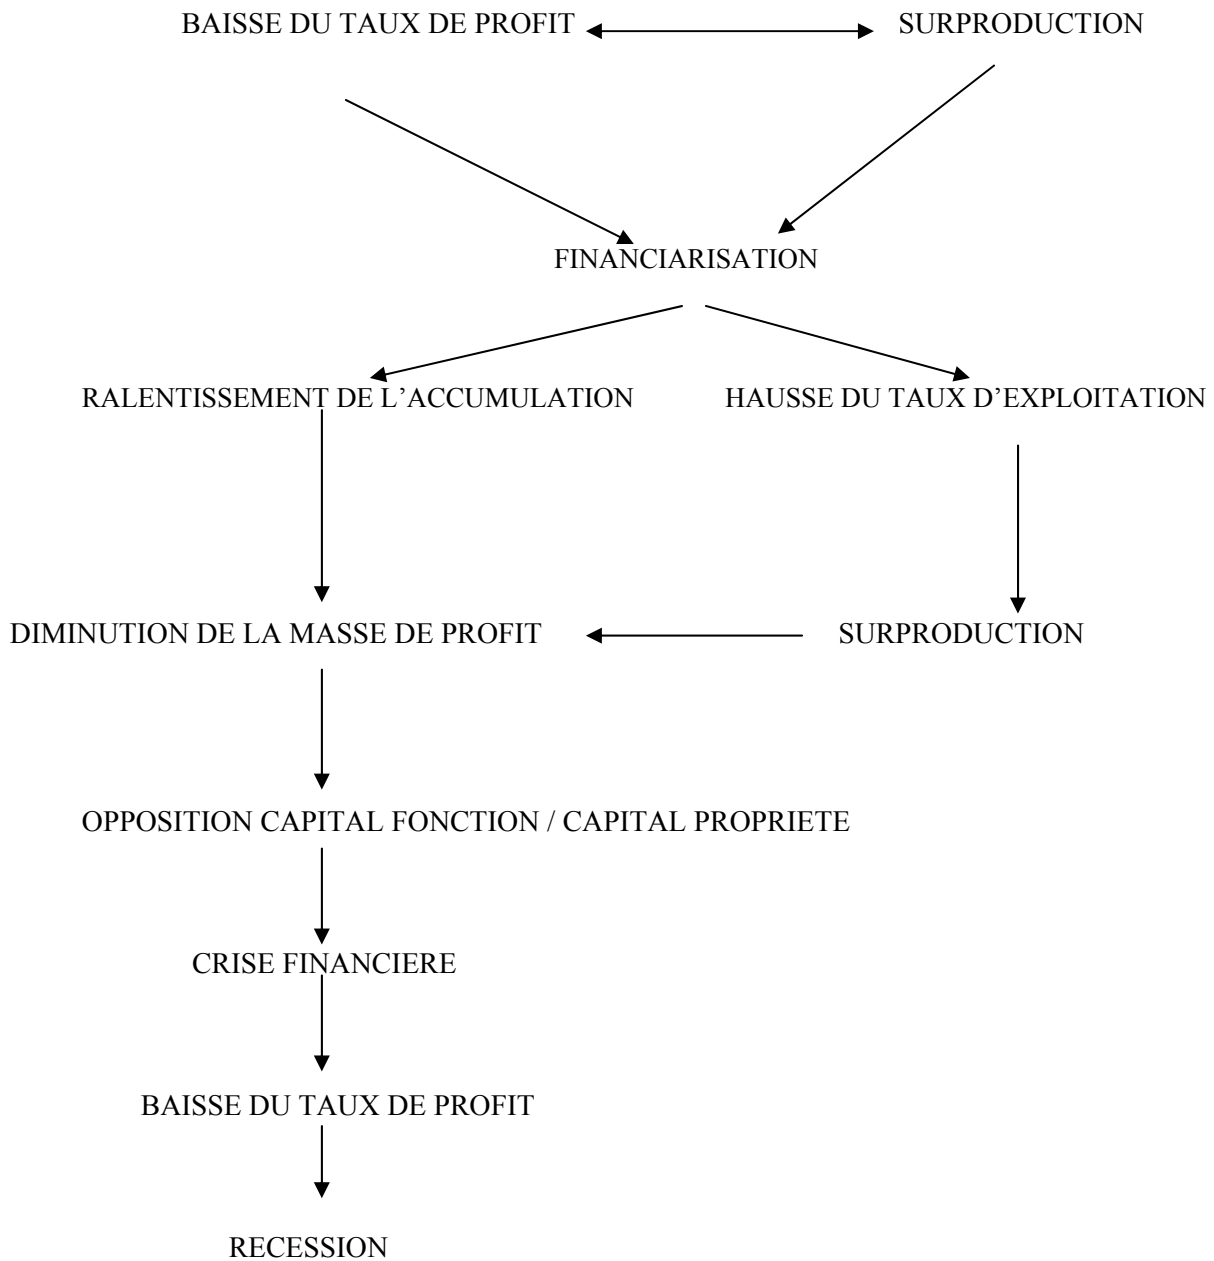 BAISSE DU TAUX DE PROFIT
SURPRODUCTION
FINANCIARISATION
RALENTISSEMENT DE L’ACCUMULATION
HAUSSE DU TAUX D’EXPLOITATION
DIMINUTION DE LA MASSE DE PROFIT
SURPRODUCTION
OPPOSITION CAPITAL FONCTION / CAPITAL PROPRIETE
CRISE FINANCIERE
BAISSE DU TAUX DE PROFIT
RECESSION